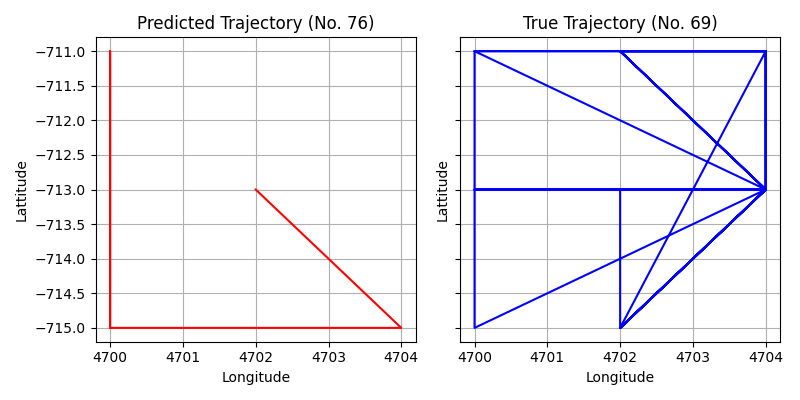 Predicted Trajectory (No. 76)
True Trajectory (No. 69)
−711.0
−711.5
−712.0
−712.5
−713.0
−713.5
−714.0
−714.5
−715.0
Lattitude
Lattitude
4700 4701 4702 4703 4704
4700 4701 4702 4703 4704
Longitude
Longitude